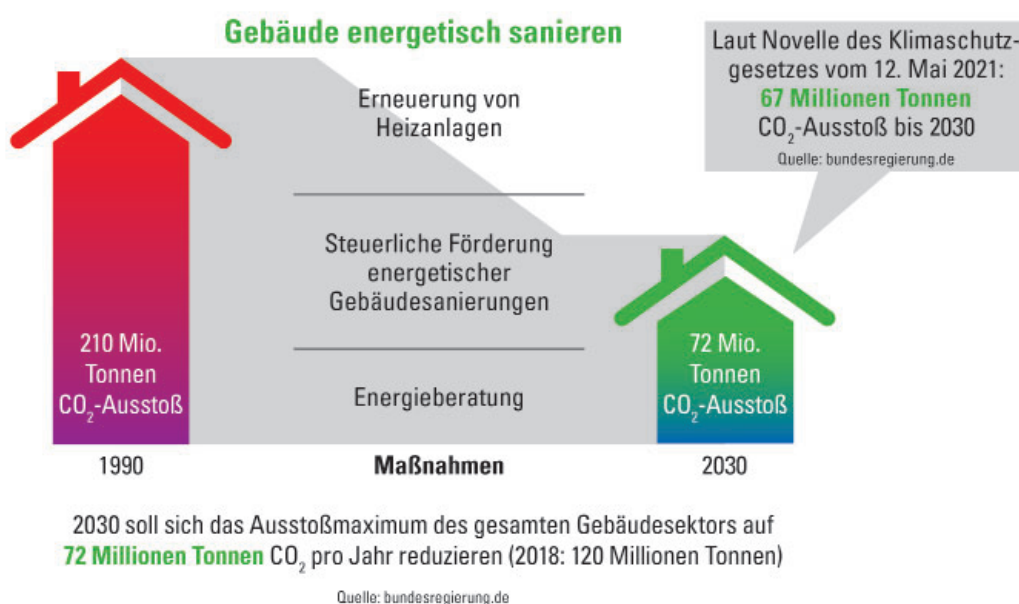 Gebäude energetisch sanieren
Laut Novelle des Klimaschutz-
gesetzes vom 12. Mai 2021:
67 Millionen Tonnen
CO₂-Ausstoß bis 2030
Quelle: bundesregierung.de
Erneuerung von
Heizanlagen
Steuerliche Förderung
energetischer
Gebäudesanierungen
Energieberatung
210 Mio.
Tonnen
CO₂-Ausstoß
72 Mio.
Tonnen
CO₂-Ausstoß
1990
Maßnahmen
2030
2030 soll sich das Ausstoßmaximum des gesamten Gebäudesektors auf
72 Millionen Tonnen CO₂ pro Jahr reduzieren (2018: 120 Millionen Tonnen)
Quelle: bundesregierung.de